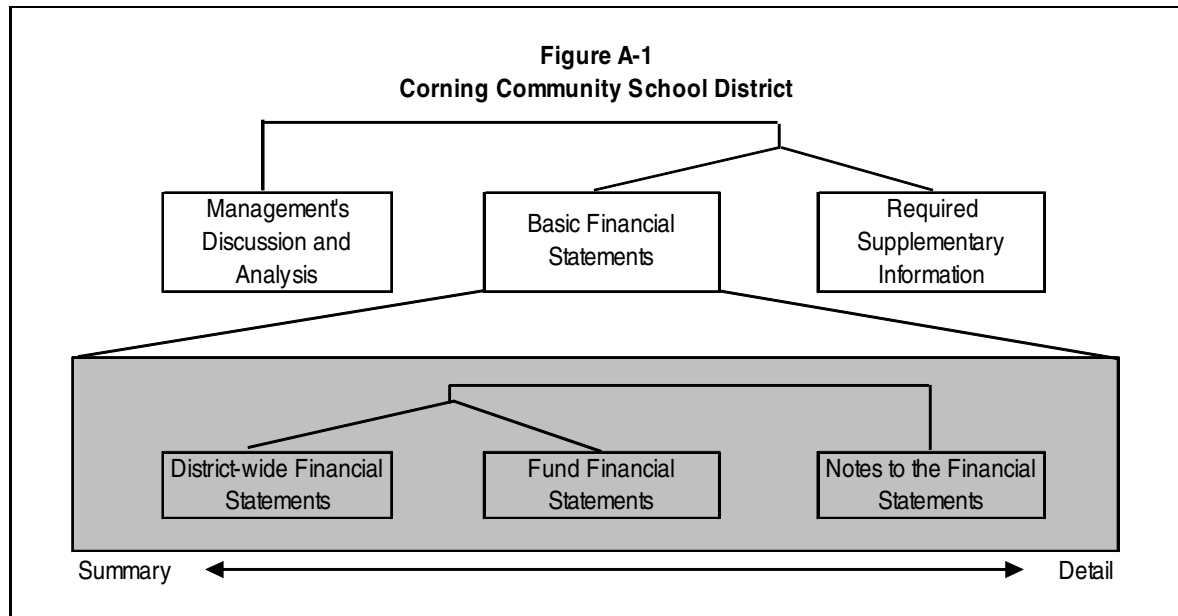 Figure A-1
Corning Community School District
Management's
Discussion and
Analysis
Basic Financial
Statements
Required
Supplementary
Information
District-wide Financial
Statements
Fund Financial
Statements
Notes to the Financial
Statements
Summary
Detail